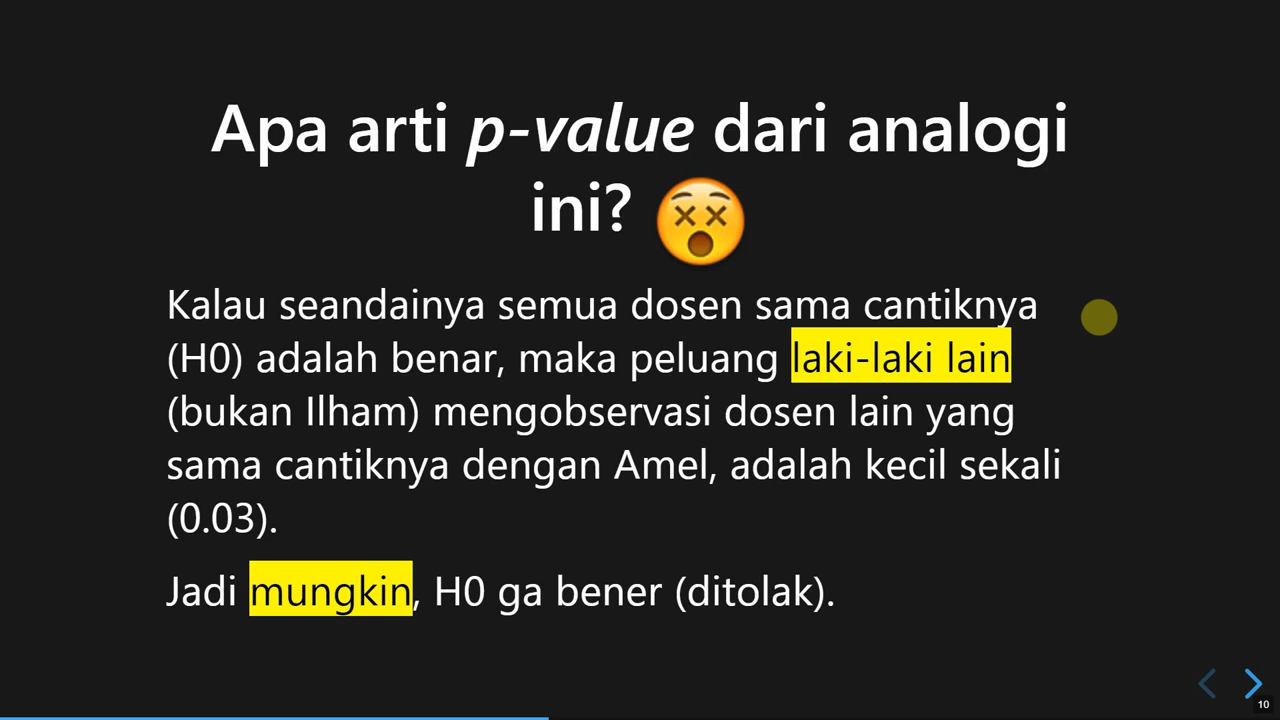 Apa arti p-value dari analogi
ini?
Kalau seandainya semua dosen sama cantiknya
(H0) adalah benar, maka peluang laki-laki lain
(bukan Ilham) mengobservasi dosen lain yang
sama cantiknya dengan Amel, adalah kecil sekali
(0.03).
Jadi mungkin, H0 ga bener (ditolak).
10